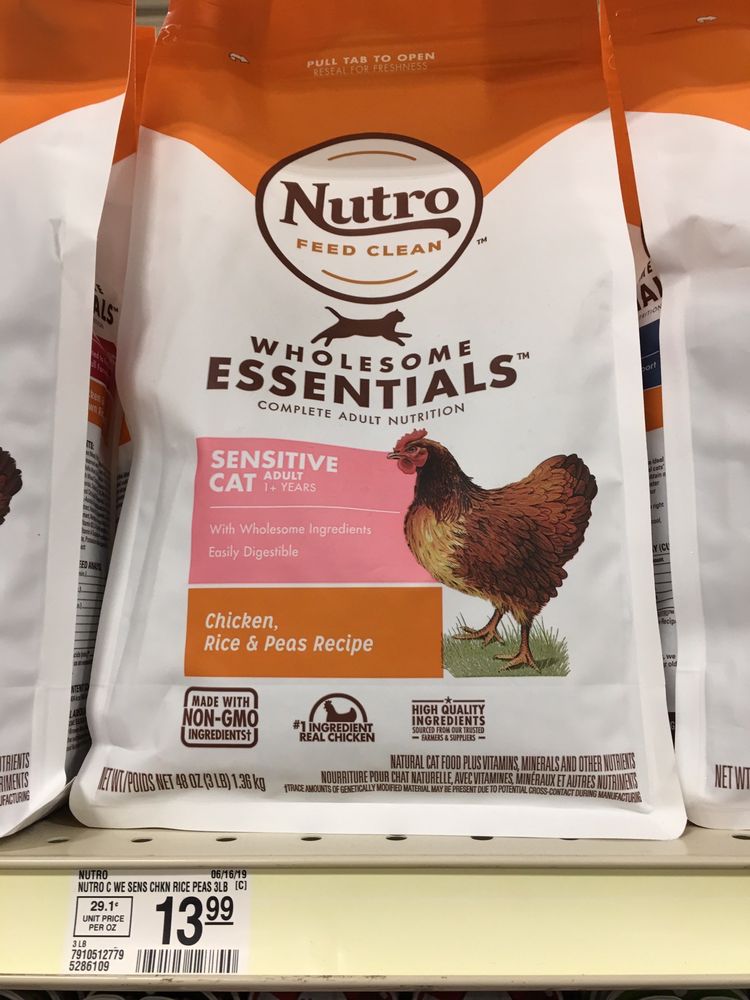 PULL TAB TO OPEN
RESEAL FOR FRESHNESS
Nutro
FEED CLEAN
TM
WHOLESOME
ESSENTIALS™
COMPLETE ADULT NUTRITION
SENSITIVE
CAT ADULT
1+ YEARS
With Wholesome Ingredients
Easily Digestible
Chicken,
Rice & Peas Recipe
MADE WITH
NON-GMO
INGREDIENTS†
#1 INGREDIENT
REAL CHICKEN
HIGH QUALITY
INGREDIENTS
SOURCED FROM OUR TRUSTED
FARMERS & SUPPLIERS
NATURAL CAT FOOD PLUS VITAMINS, MINERALS AND OTHER NUTRIENTS
NOURRITURE POUR CHAT NATURELLE, AVEC VITAMINES, MINÉRAUX ET AUTRES NUTRIMENTS
†TRACE AMOUNTS OF GENETICALLY MODIFIED MATERIAL MAY BE PRESENT DUE TO POTENTIAL CROSS-CONTACT DURING MANUFACTURING
NET WT/POIDS NET 48 OZ (3 LB) 1.36 kg
NET WT
NUTRO 06/16/19
NUTRO C WE SENS CHKN RICE PEAS 3LB [C]
29.1¢
UNIT PRICE
PER OZ
13.99
3 LB
7910512779
5286109